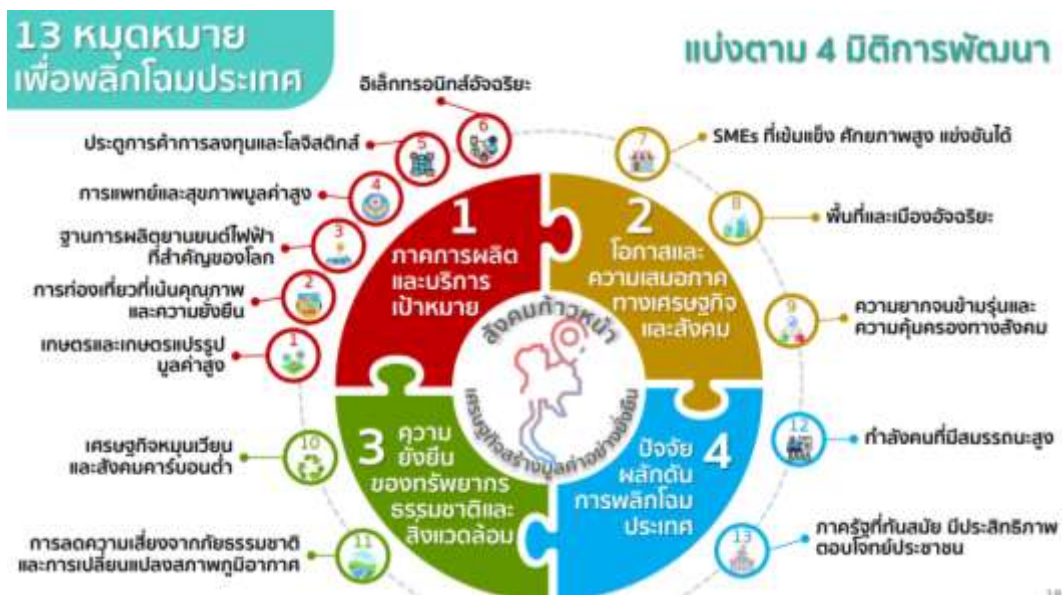 13 หมุดหมาย
เพื่อพลิกโฉมประเทศ
แบ่งตาม 4 มิติการพัฒนา
อิเล็กทรอนิกส์อัจฉริยะ
6
ประตูการค้าการลงทุนและโลจิสติกส์
5
การแพทย์และสุขภาพมูลค่าสูง
4
ฐานการผลิตยานยนต์ไฟฟ้า
ที่สำคัญของโลก
3
การท่องเที่ยวที่เน้นคุณภาพ
และความยั่งยืน
2
เกษตรและเกษตรแปรรูป
มูลค่าสูง
1
1
ภาคการผลิต
และบริการ
เป้าหมาย
2
โอกาสและ
ความเสมอภาค
ทางเศรษฐกิจ
และสังคม
7
SMEs ที่เข้มแข็ง ศักยภาพสูง แข่งขันได้
8
พื้นที่และเมืองอัจฉริยะ
9
ความยากจนข้ามรุ่นและ
ความคุ้มครองทางสังคม
สังคมก้าวหน้า
เศรษฐกิจสร้างมูลค่าอย่างยั่งยืน
3
ความ
ยั่งยืน
ของทรัพยากร
ธรรมชาติและ
สิ่งแวดล้อม
10
เศรษฐกิจหมุนเวียน
และสังคมคาร์บอนต่ำ
11
การลดความเสี่ยงจากภัยธรรมชาติ
และการเปลี่ยนแปลงสภาพภูมิอากาศ
4
ปัจจัย
ผลักดัน
การพลิกโฉม
ประเทศ
12
กำลังคนที่มีสมรรถนะสูง
13
ภาครัฐที่ทันสมัย มีประสิทธิภาพ
ตอบโจทย์ประชาชน